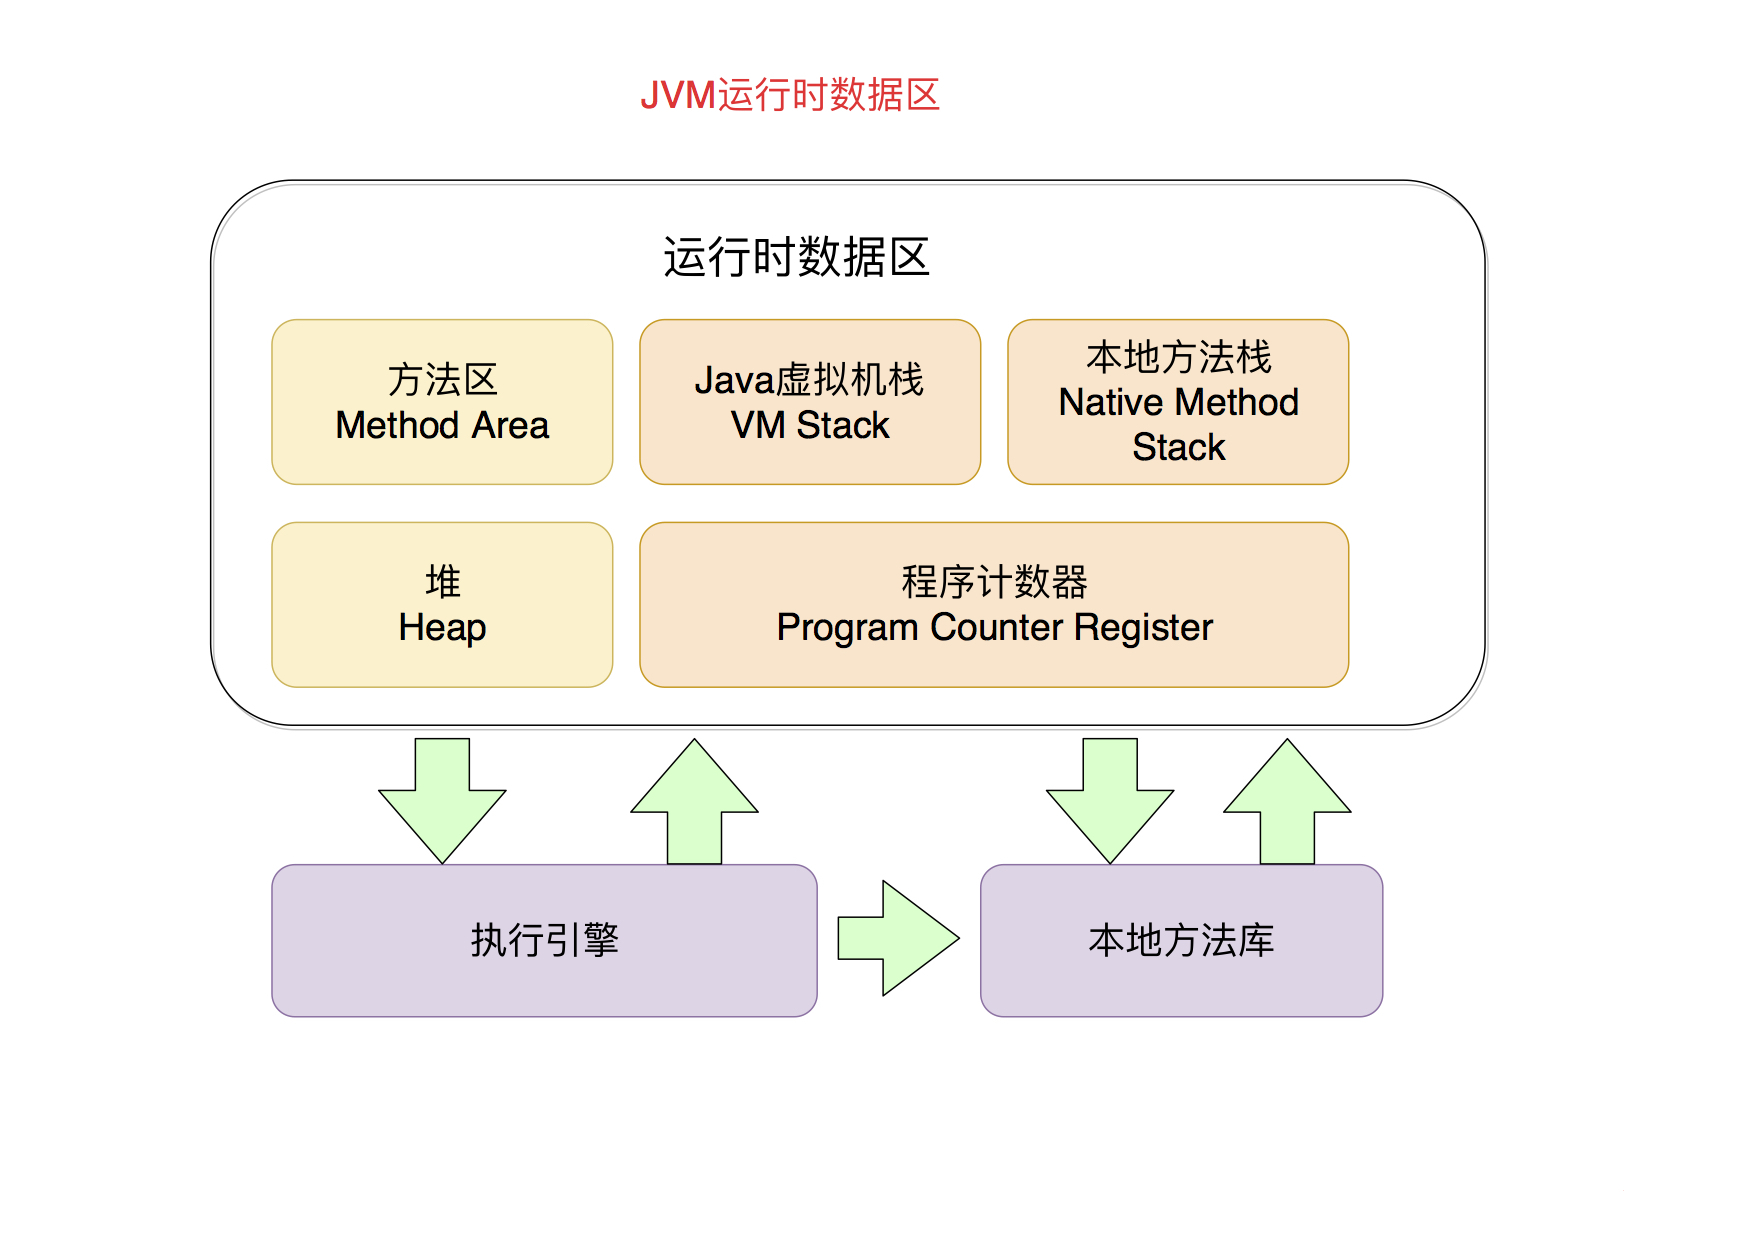 JVM运行时数据区
运行时数据区
方法区
Method Area
Java虚拟机栈
VM Stack
本地方法栈
Native Method
Stack
堆
Heap
程序计数器
Program Counter Register
执行引擎
本地方法库